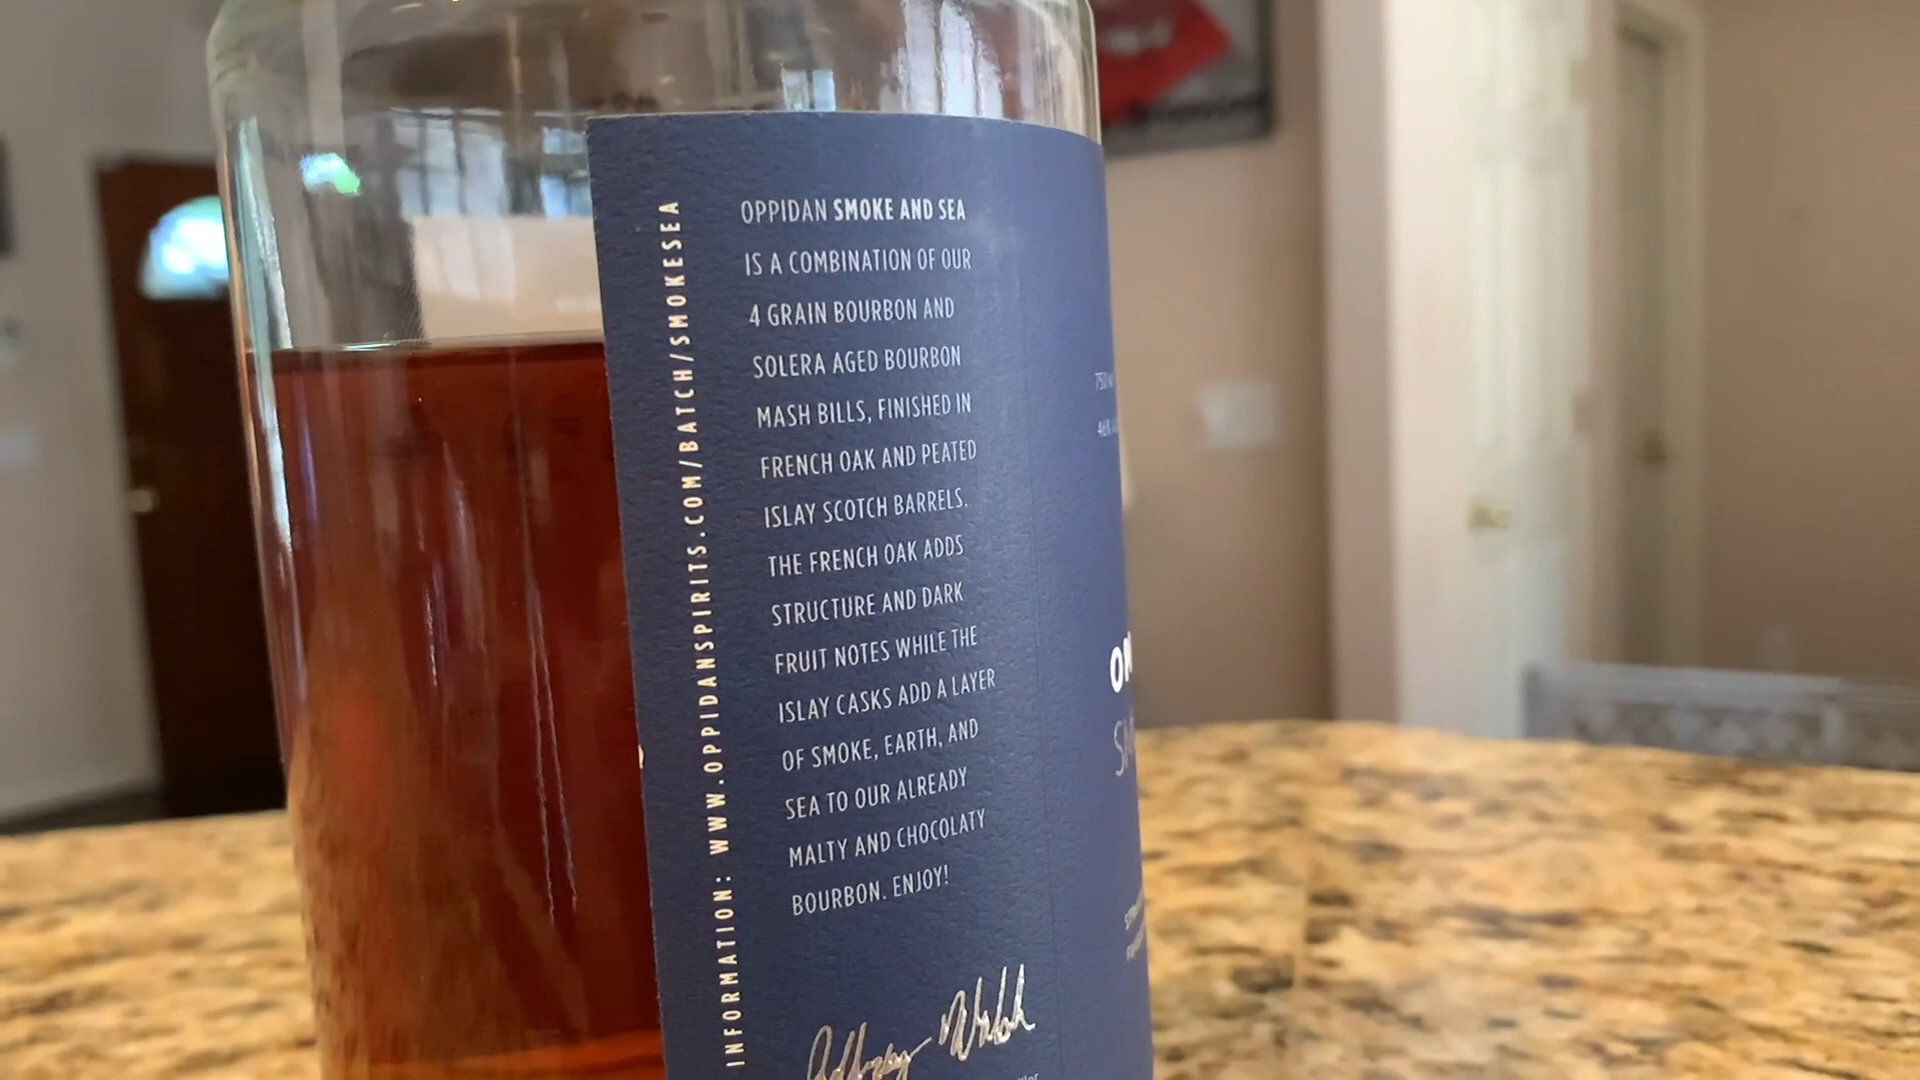 OPPIDAN SMOKE AND SEA
IS A COMBINATION OF OUR
4 GRAIN BOURBON AND
SOLERA AGED BOURBON
MASH BILLS, FINISHED IN
FRENCH OAK AND PEATED
ISLAY SCOTCH BARRELS.
THE FRENCH OAK ADDS
STRUCTURE AND DARK
FRUIT NOTES WHILE THE
ISLAY CASKS ADD A LAYER
OF SMOKE, EARTH, AND
SEA TO OUR ALREADY
MALTY AND CHOCOLATY
BOURBON. ENJOY!
INFORMATION: WWW.OPPIDANSPIRITS.COM/BATCH/SMOKESEA